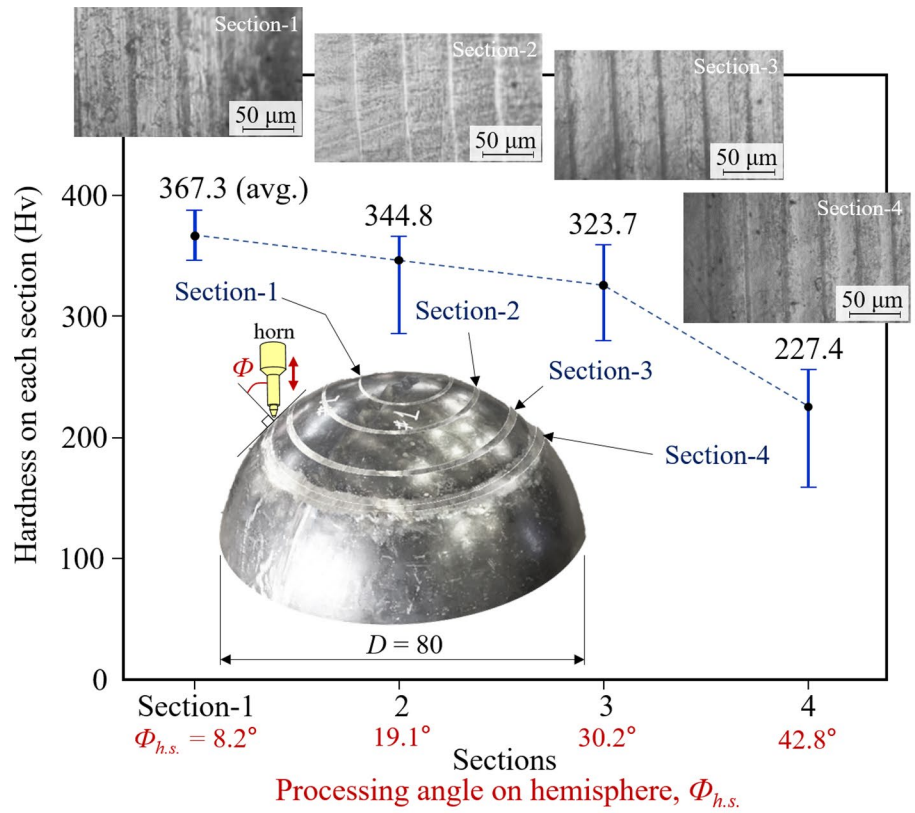 Section-1
50 μm
Section-2
50 μm
Section-3
50 μm
Section-4
50 μm
Hardness on each section (Hv)
400
300
200
100
0
367.3 (avg.)
344.8
323.7
227.4
Section-1
Section-2
Section-3
Section-4
horn
Φ
#1
D = 80
Section-1
2
3
4
Φh.s. = 8.2°
19.1°
30.2°
42.8°
Sections
Processing angle on hemisphere, Φh.s.